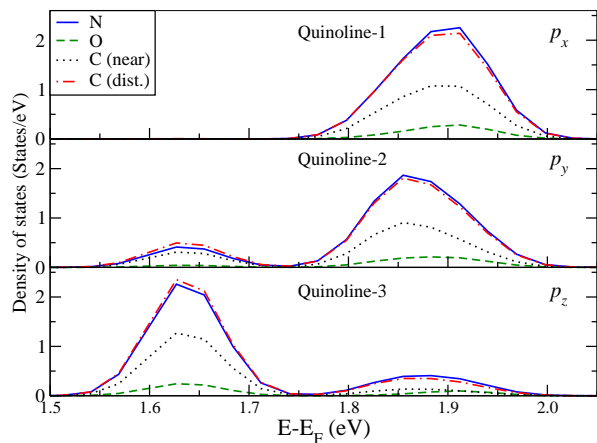 N
O
C (near)
C (dist.)
Quinoline-1
p_x
2
1
0
Quinoline-2
p_y
2
1
0
Quinoline-3
p_z
2
1
0
Density of states (States/eV)
1.5 1.6 1.7 1.8 1.9 2.0
E-E_F (eV)